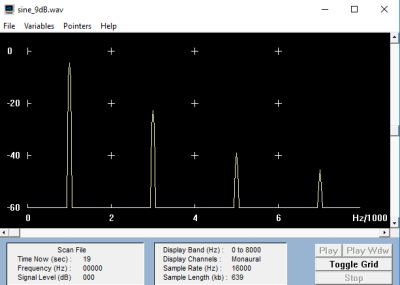 sine_9dB.wav
File Variables Pointers Help
0
-20
-40
-60
0 2 4 6 Hz/1000
Scan File
Time Now (sec) : 19
Frequency (Hz) : 00000
Signal Level (dB) 000
Display Band (Hz) : 0 to 8000
Display Channels : Monaural
Sample Rate (Hz) : 16000
Sample Length (kb) : 639
Play Play Wdw
Toggle Grid
Stop